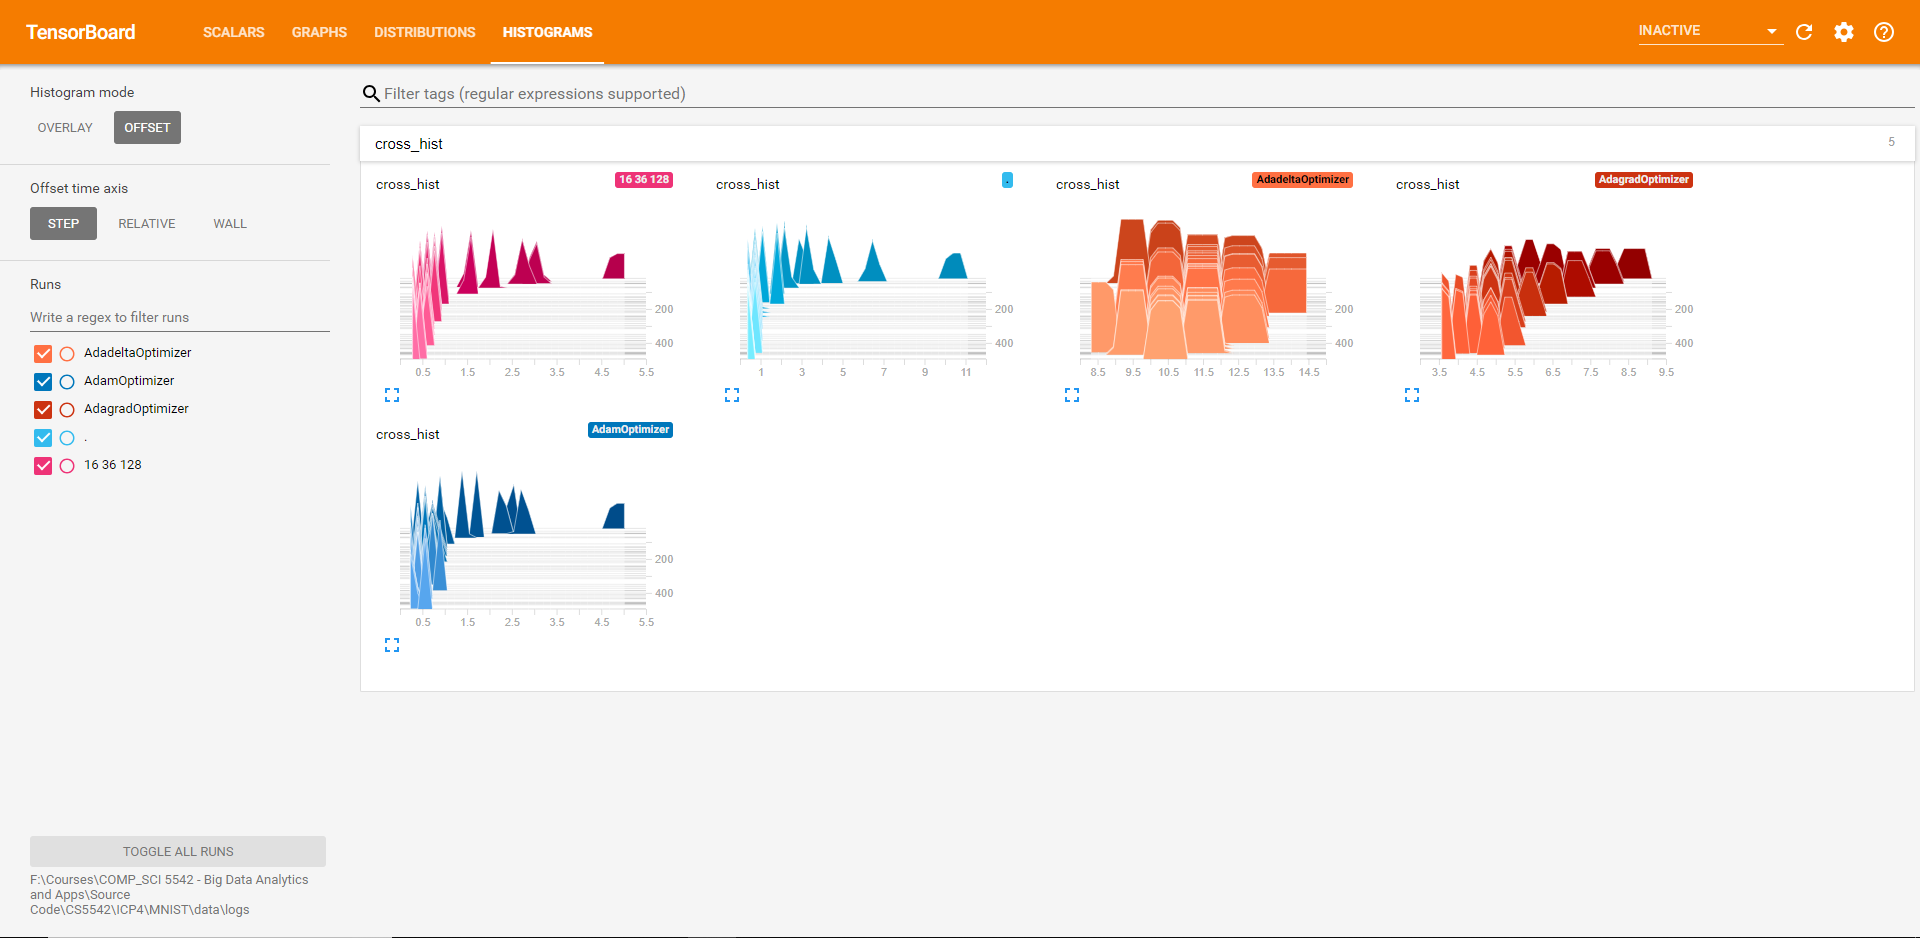 TensorBoard
SCALARS
GRAPHS
DISTRIBUTIONS
HISTOGRAMS
INACTIVE
Histogram mode
OVERLAY
OFFSET
Offset time axis
STEP
RELATIVE
WALL
Runs
Write a regex to filter runs
AdadeltaOptimizer
AdamOptimizer
AdagradOptimizer
.
16 36 128
TOGGLE ALL RUNS
F:\Courses\COMP_SCI 5542 - Big Data Analytics
and Apps\Source
Code\CS5542\ICP4\MNIST\data\logs
Filter tags (regular expressions supported)
cross_hist
5
cross_hist
16 36 128
200
400
0.5 1.5 2.5 3.5 4.5 5.5
cross_hist
.
200
400
1 3 5 7 9 11
cross_hist
AdadeltaOptimizer
200
400
8.5 9.5 10.5 11.5 12.5 13.5 14.5
cross_hist
AdagradOptimizer
200
400
3.5 4.5 5.5 6.5 7.5 8.5 9.5
cross_hist
AdamOptimizer
200
400
0.5 1.5 2.5 3.5 4.5 5.5